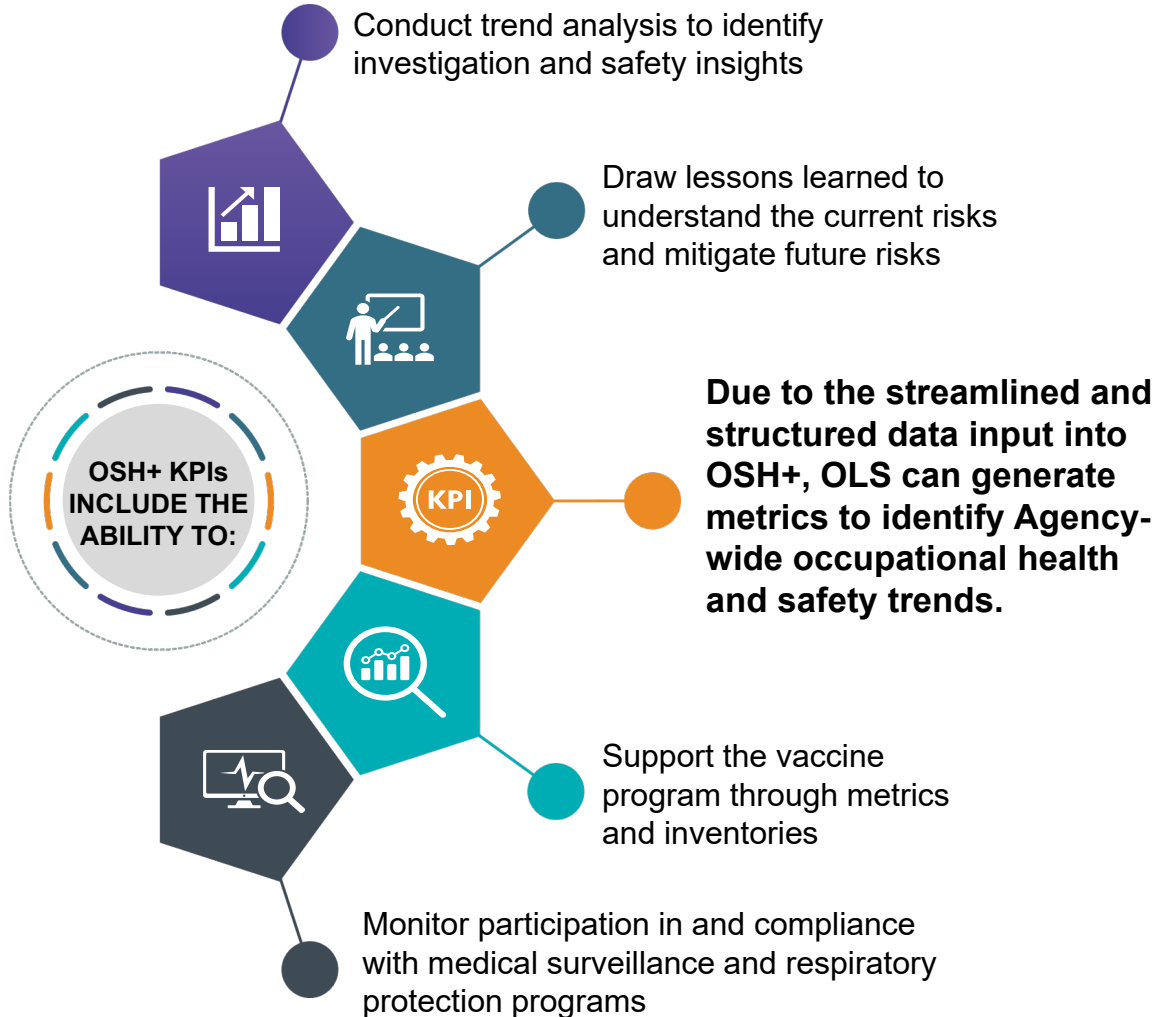 Conduct trend analysis to identify
investigation and safety insights
Draw lessons learned to
understand the current risks
and mitigate future risks
OSH+ KPIs
INCLUDE THE
ABILITY TO:
KPI
Due to the streamlined and
structured data input into
OSH+, OLS can generate
metrics to identify Agency-
wide occupational health
and safety trends.
Support the vaccine
program through metrics
and inventories
Monitor participation in and compliance
with medical surveillance and respiratory
protection programs